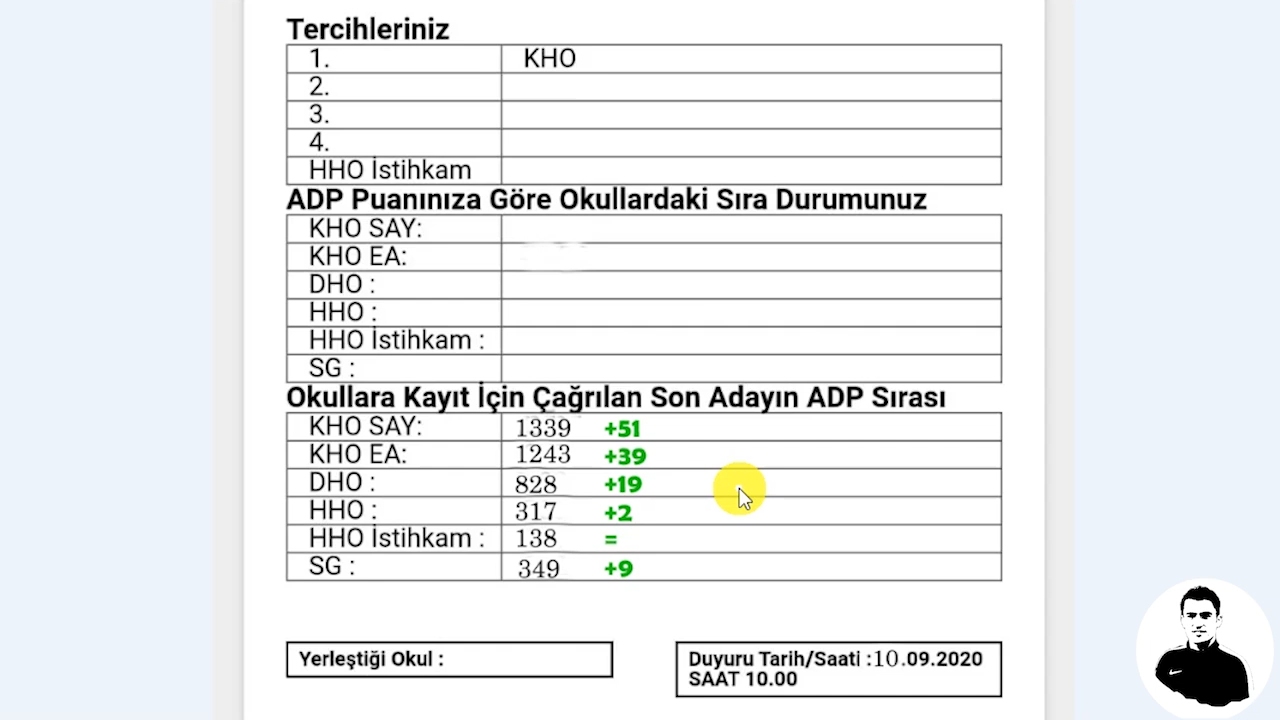 Tercihleriniz
1. KHO
2.
3.
4.
HHO İstihkam
ADP Puanınıza Göre Okullardaki Sıra Durumunuz
KHO SAY:
KHO EA:
DHO :
HHO :
HHO İstihkam :
SG :
Okullara Kayıt İçin Çağrılan Son Adayın ADP Sırası
KHO SAY: 1339 +51
KHO EA: 1243 +39
DHO : 828 +19
HHO : 317 +2
HHO İstihkam : 138 =
SG : 349 +9
Yerleştiği Okul :
Duyuru Tarih/Saati :10.09.2020
SAAT 10.00